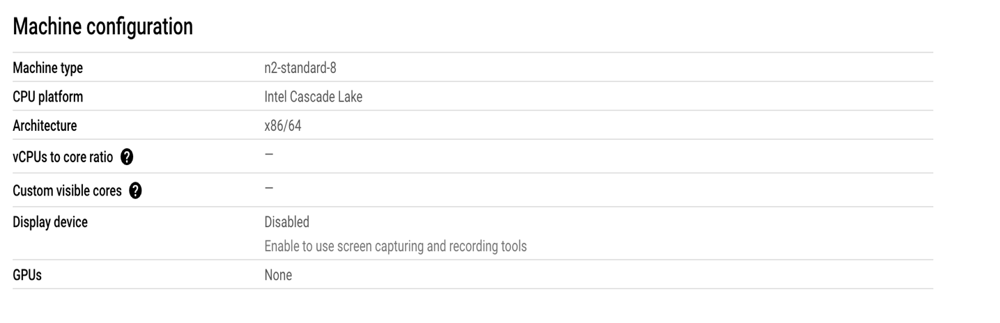 Machine configuration
Machine type n2-standard-8
CPU platform Intel Cascade Lake
Architecture x86/64
vCPUs to core ratio ? —
Custom visible cores ? —
Display device Disabled
Enable to use screen capturing and recording tools
GPUs None